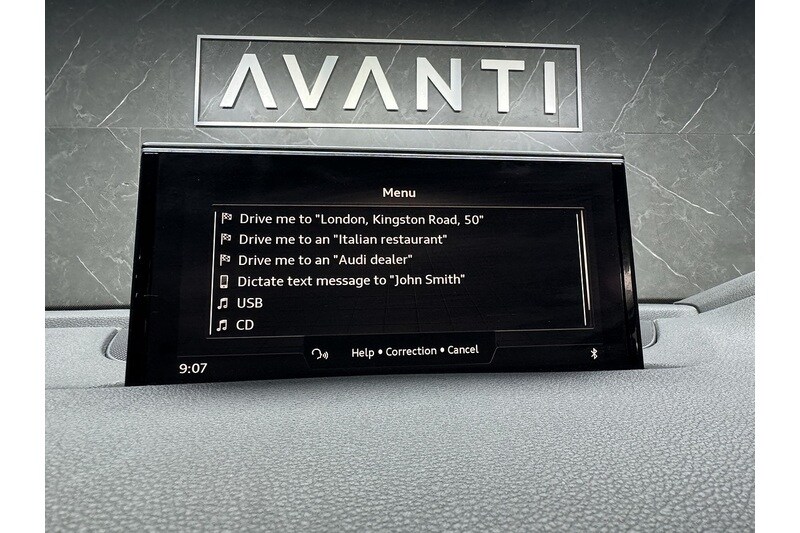 AVANTI
Menu
Drive me to "London, Kingston Road, 50"
Drive me to an "Italian restaurant"
Drive me to an "Audi dealer"
Dictate text message to "John Smith"
USB
CD
Help • Correction • Cancel
9:07